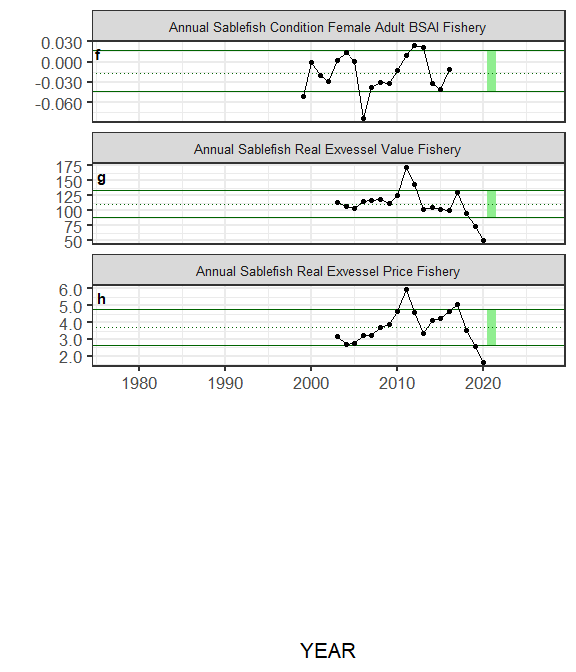 Annual Sablefish Condition Female Adult BSAI Fishery
f
0.030
0.000
-0.030
-0.060
Annual Sablefish Real Exvessel Value Fishery
g
175
150
125
100
75
50
Annual Sablefish Real Exvessel Price Fishery
h
6.0
5.0
4.0
3.0
2.0
1980 1990 2000 2010 2020
YEAR